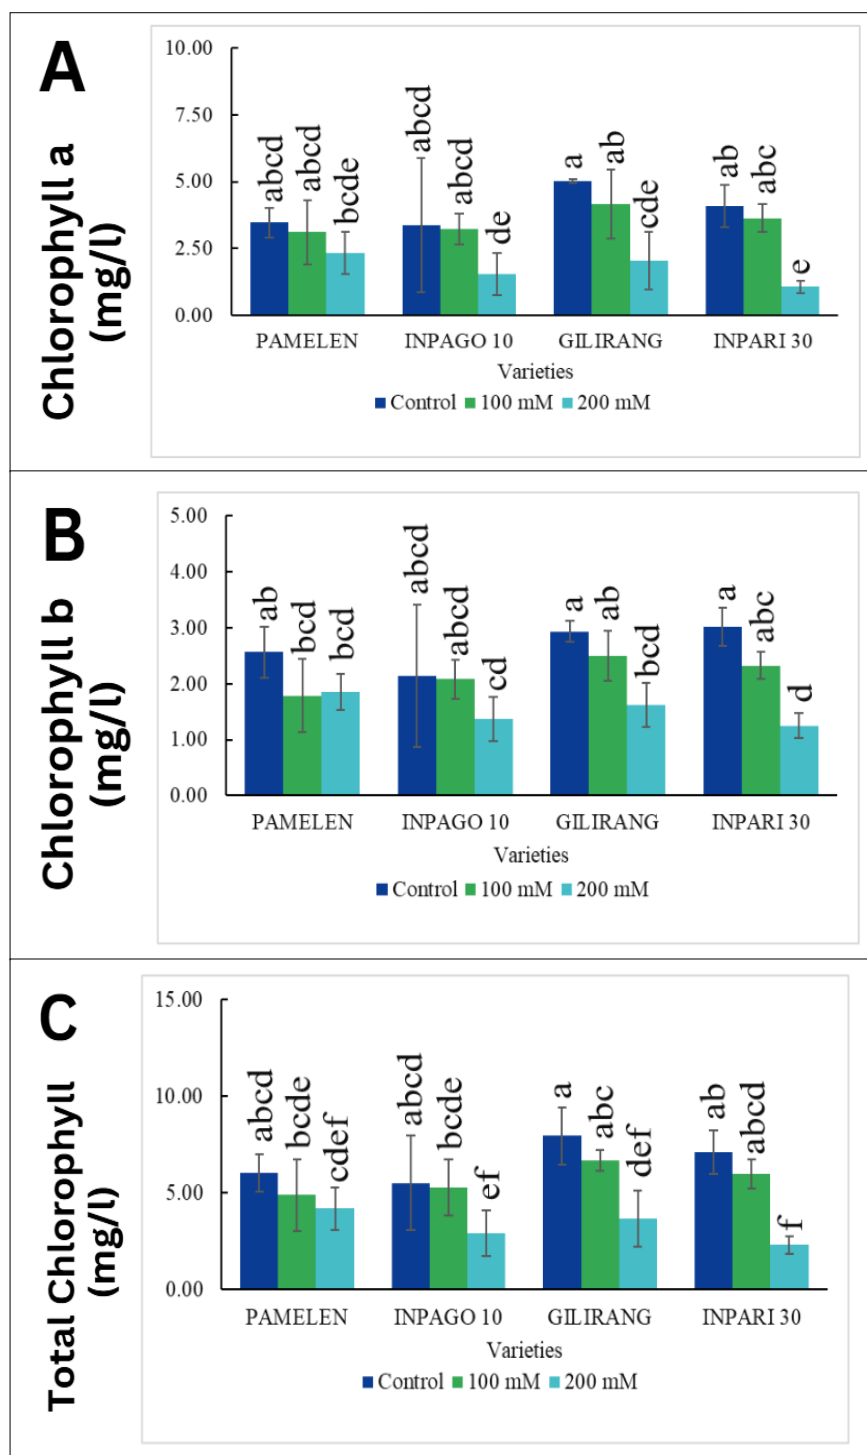 A
Chlorophyll a
(mg/l)
10.00
7.50
5.00
2.50
0.00
abcd abcd bcde abcd abcd de a ab cde ab abc e
PAMELEN INPAGO 10 GILIRANG INPARI 30
Varieties
Control 100 mM 200 mM
B
Chlorophyll b
(mg/l)
5.00
4.00
3.00
2.00
1.00
0.00
ab bcd bcd abcd abcd cd a ab bcd a abc d
PAMELEN INPAGO 10 GILIRANG INPARI 30
Varieties
Control 100 mM 200 mM
C
Total Chlorophyll
(mg/l)
15.00
10.00
5.00
0.00
abcd bcde cdef abcd bcde ef a abc def ab abcd f
PAMELEN INPAGO 10 GILIRANG INPARI 30
Varieties
Control 100 mM 200 mM